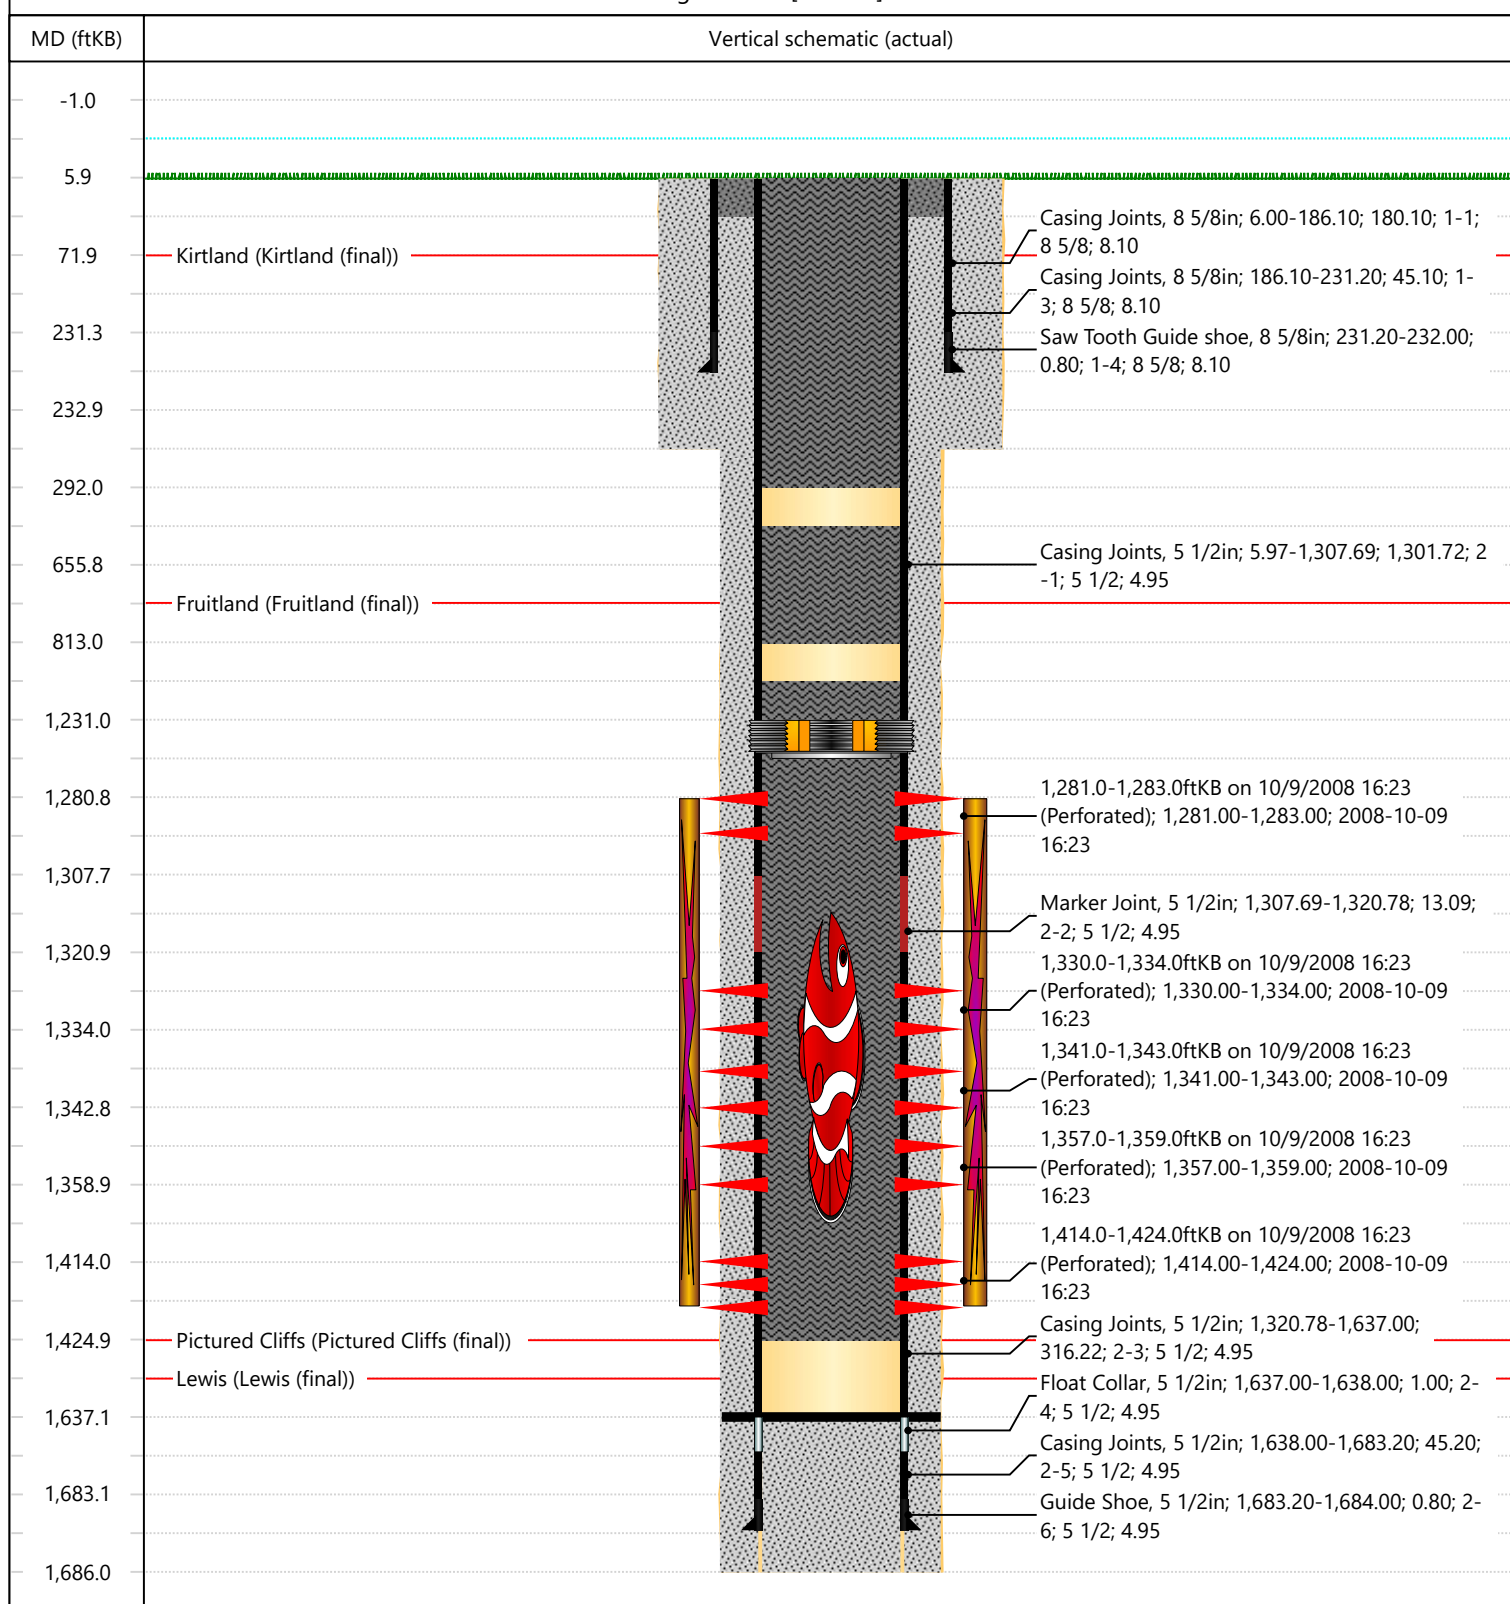 MD (ftKB)
Vertical schematic (actual)
-1.0
5.9
71.9
231.3
232.9
292.0
655.8
813.0
1,231.0
1,280.8
1,307.7
1,320.9
1,334.0
1,342.8
1,358.9
1,414.0
1,424.9
1,637.1
1,683.1
1,686.0
Kirtland (Kirtland (final))
Fruitland (Fruitland (final))
Pictured Cliffs (Pictured Cliffs (final))
Lewis (Lewis (final))
Casing Joints, 8 5/8in; 6.00-186.10; 180.10; 1-1;
8 5/8; 8.10
Casing Joints, 8 5/8in; 186.10-231.20; 45.10; 1-
3; 8 5/8; 8.10
Saw Tooth Guide shoe, 8 5/8in; 231.20-232.00;
0.80; 1-4; 8 5/8; 8.10
Casing Joints, 5 1/2in; 5.97-1,307.69; 1,301.72; 2
-1; 5 1/2; 4.95
1,281.0-1,283.0ftKB on 10/9/2008 16:23
(Perforated); 1,281.00-1,283.00; 2008-10-09
16:23
Marker Joint, 5 1/2in; 1,307.69-1,320.78; 13.09;
2-2; 5 1/2; 4.95
1,330.0-1,334.0ftKB on 10/9/2008 16:23
(Perforated); 1,330.00-1,334.00; 2008-10-09
16:23
1,341.0-1,343.0ftKB on 10/9/2008 16:23
(Perforated); 1,341.00-1,343.00; 2008-10-09
16:23
1,357.0-1,359.0ftKB on 10/9/2008 16:23
(Perforated); 1,357.00-1,359.00; 2008-10-09
16:23
1,414.0-1,424.0ftKB on 10/9/2008 16:23
(Perforated); 1,414.00-1,424.00; 2008-10-09
16:23
Casing Joints, 5 1/2in; 1,320.78-1,637.00;
316.22; 2-3; 5 1/2; 4.95
Float Collar, 5 1/2in; 1,637.00-1,638.00; 1.00; 2-
4; 5 1/2; 4.95
Casing Joints, 5 1/2in; 1,638.00-1,683.20; 45.20;
2-5; 5 1/2; 4.95
Guide Shoe, 5 1/2in; 1,683.20-1,684.00; 0.80; 2-
6; 5 1/2; 4.95